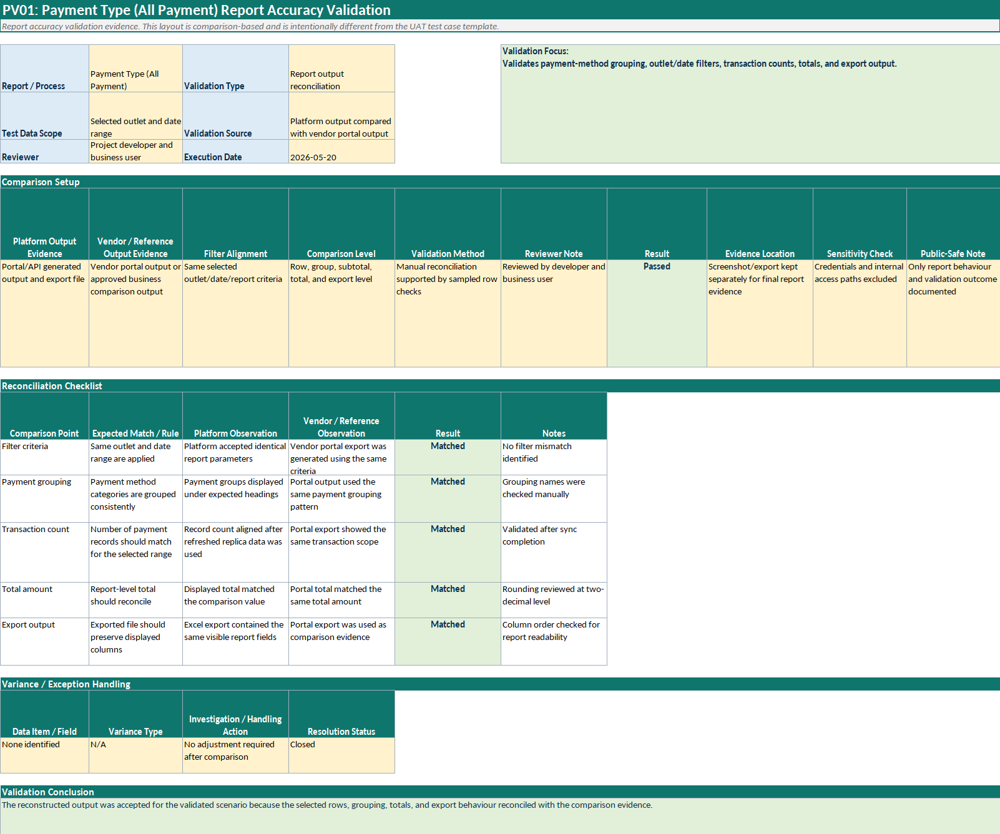 PV01: Payment Type (All Payment) Report Accuracy Validation
Report accuracy validation evidence. This layout is comparison-based and is intentionally different from the UAT test case template.
Report / Process
Payment Type (All
Payment)
Validation Type
Report output
reconciliation
Validation Focus:
Validates payment-method grouping, outlet/date filters, transaction counts, totals, and export output.
Test Data Scope
Selected outlet and date
range
Validation Source
Platform output compared
with vendor portal output
Reviewer
Project developer and
business user
Execution Date
2026-05-20
Comparison Setup
Platform Output
Evidence
Vendor / Reference
Output Evidence
Filter Alignment
Comparison Level
Validation Method
Reviewer Note
Result
Evidence Location
Sensitivity Check
Public-Safe Note
Portal/API generated
output and export file
Vendor portal output or
approved business
comparison output
Same selected
outlet/date/report criteria
Row, group, subtotal,
total, and export level
Manual reconciliation
supported by sampled row
checks
Reviewed by developer and
business user
Passed
Screenshot/export kept
separately for final report
evidence
Credentials and internal
access paths excluded
Only report behaviour
and validation outcome
documented
Reconciliation Checklist
Comparison Point
Expected Match / Rule
Platform Observation
Vendor / Reference
Observation
Result
Notes
Filter criteria
Same outlet and date
range are applied
Platform accepted identical
report parameters
Vendor portal export was
generated using the same
criteria
Matched
No filter mismatch
identified
Payment grouping
Payment method
categories are grouped
consistently
Payment groups displayed
under expected headings
Portal output used the
same payment grouping
pattern
Matched
Grouping names were
checked manually
Transaction count
Number of payment
records should match
for the selected range
Record count aligned after
refreshed replica data was
used
Portal export showed the
same transaction scope
Matched
Validated after sync
completion
Total amount
Report-level total
should reconcile
Displayed total matched
the comparison value
Portal total matched the
same total amount
Matched
Rounding reviewed at two-
decimal level
Export output
Exported file should
preserve displayed
columns
Excel export contained the
same visible report fields
Portal export was used as
comparison evidence
Matched
Column order checked for
report readability
Variance / Exception Handling
Data Item / Field
Variance Type
Investigation / Handling
Action
Resolution Status
None identified
N/A
No adjustment required
after comparison
Closed
Validation Conclusion
The reconstructed output was accepted for the validated scenario because the selected rows, grouping, totals, and export behaviour reconciled with the comparison evidence.